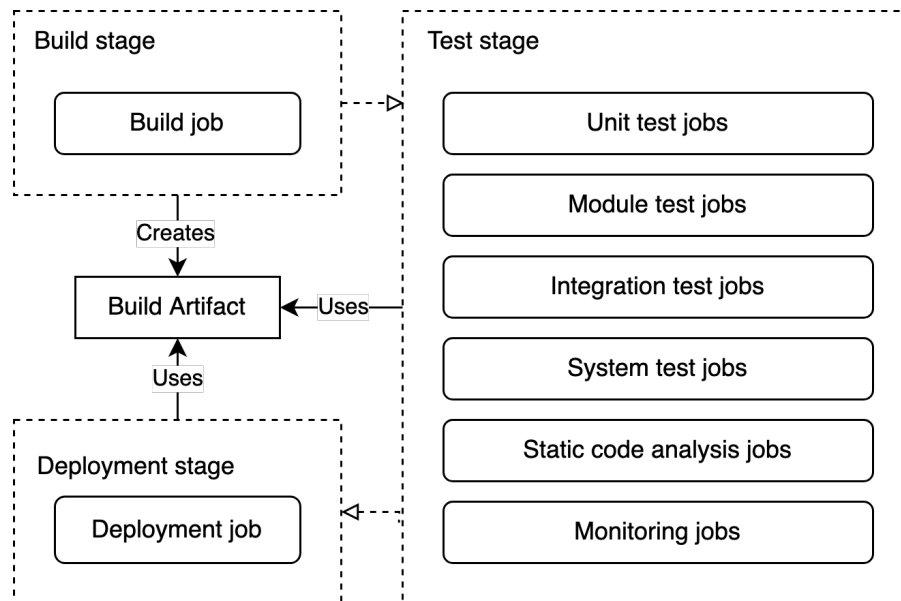 Build stage
Build job
Creates
Build Artifact
Uses
Uses
Deployment stage
Deployment job
Test stage
Unit test jobs
Module test jobs
Integration test jobs
System test jobs
Static code analysis jobs
Monitoring jobs